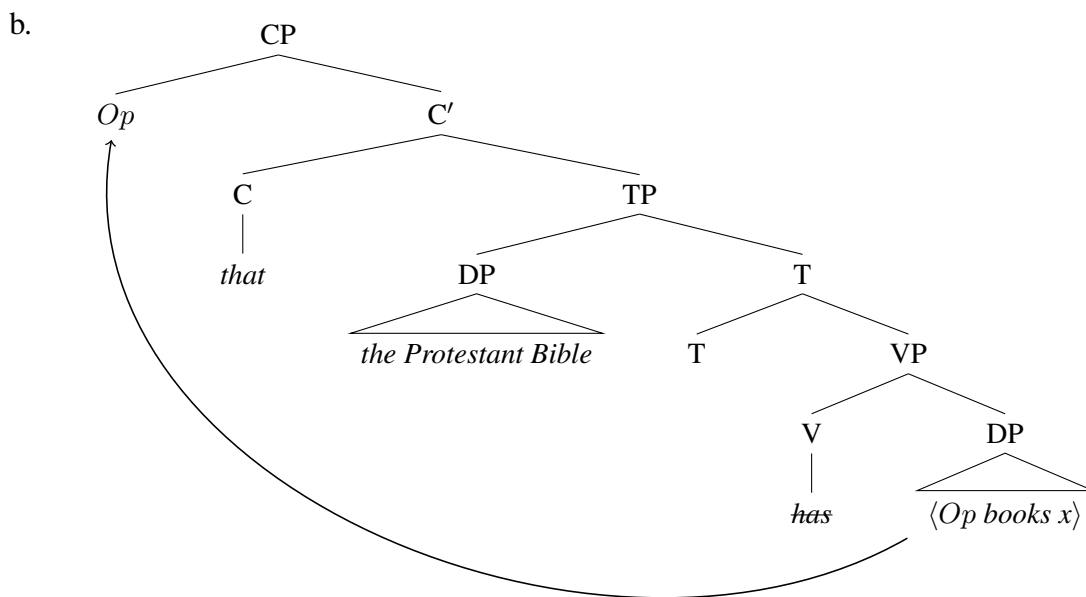 b.
CP
Op C′
C TP
that DP T
the Protestant Bible T VP
V DP
has ⟨Op books x⟩